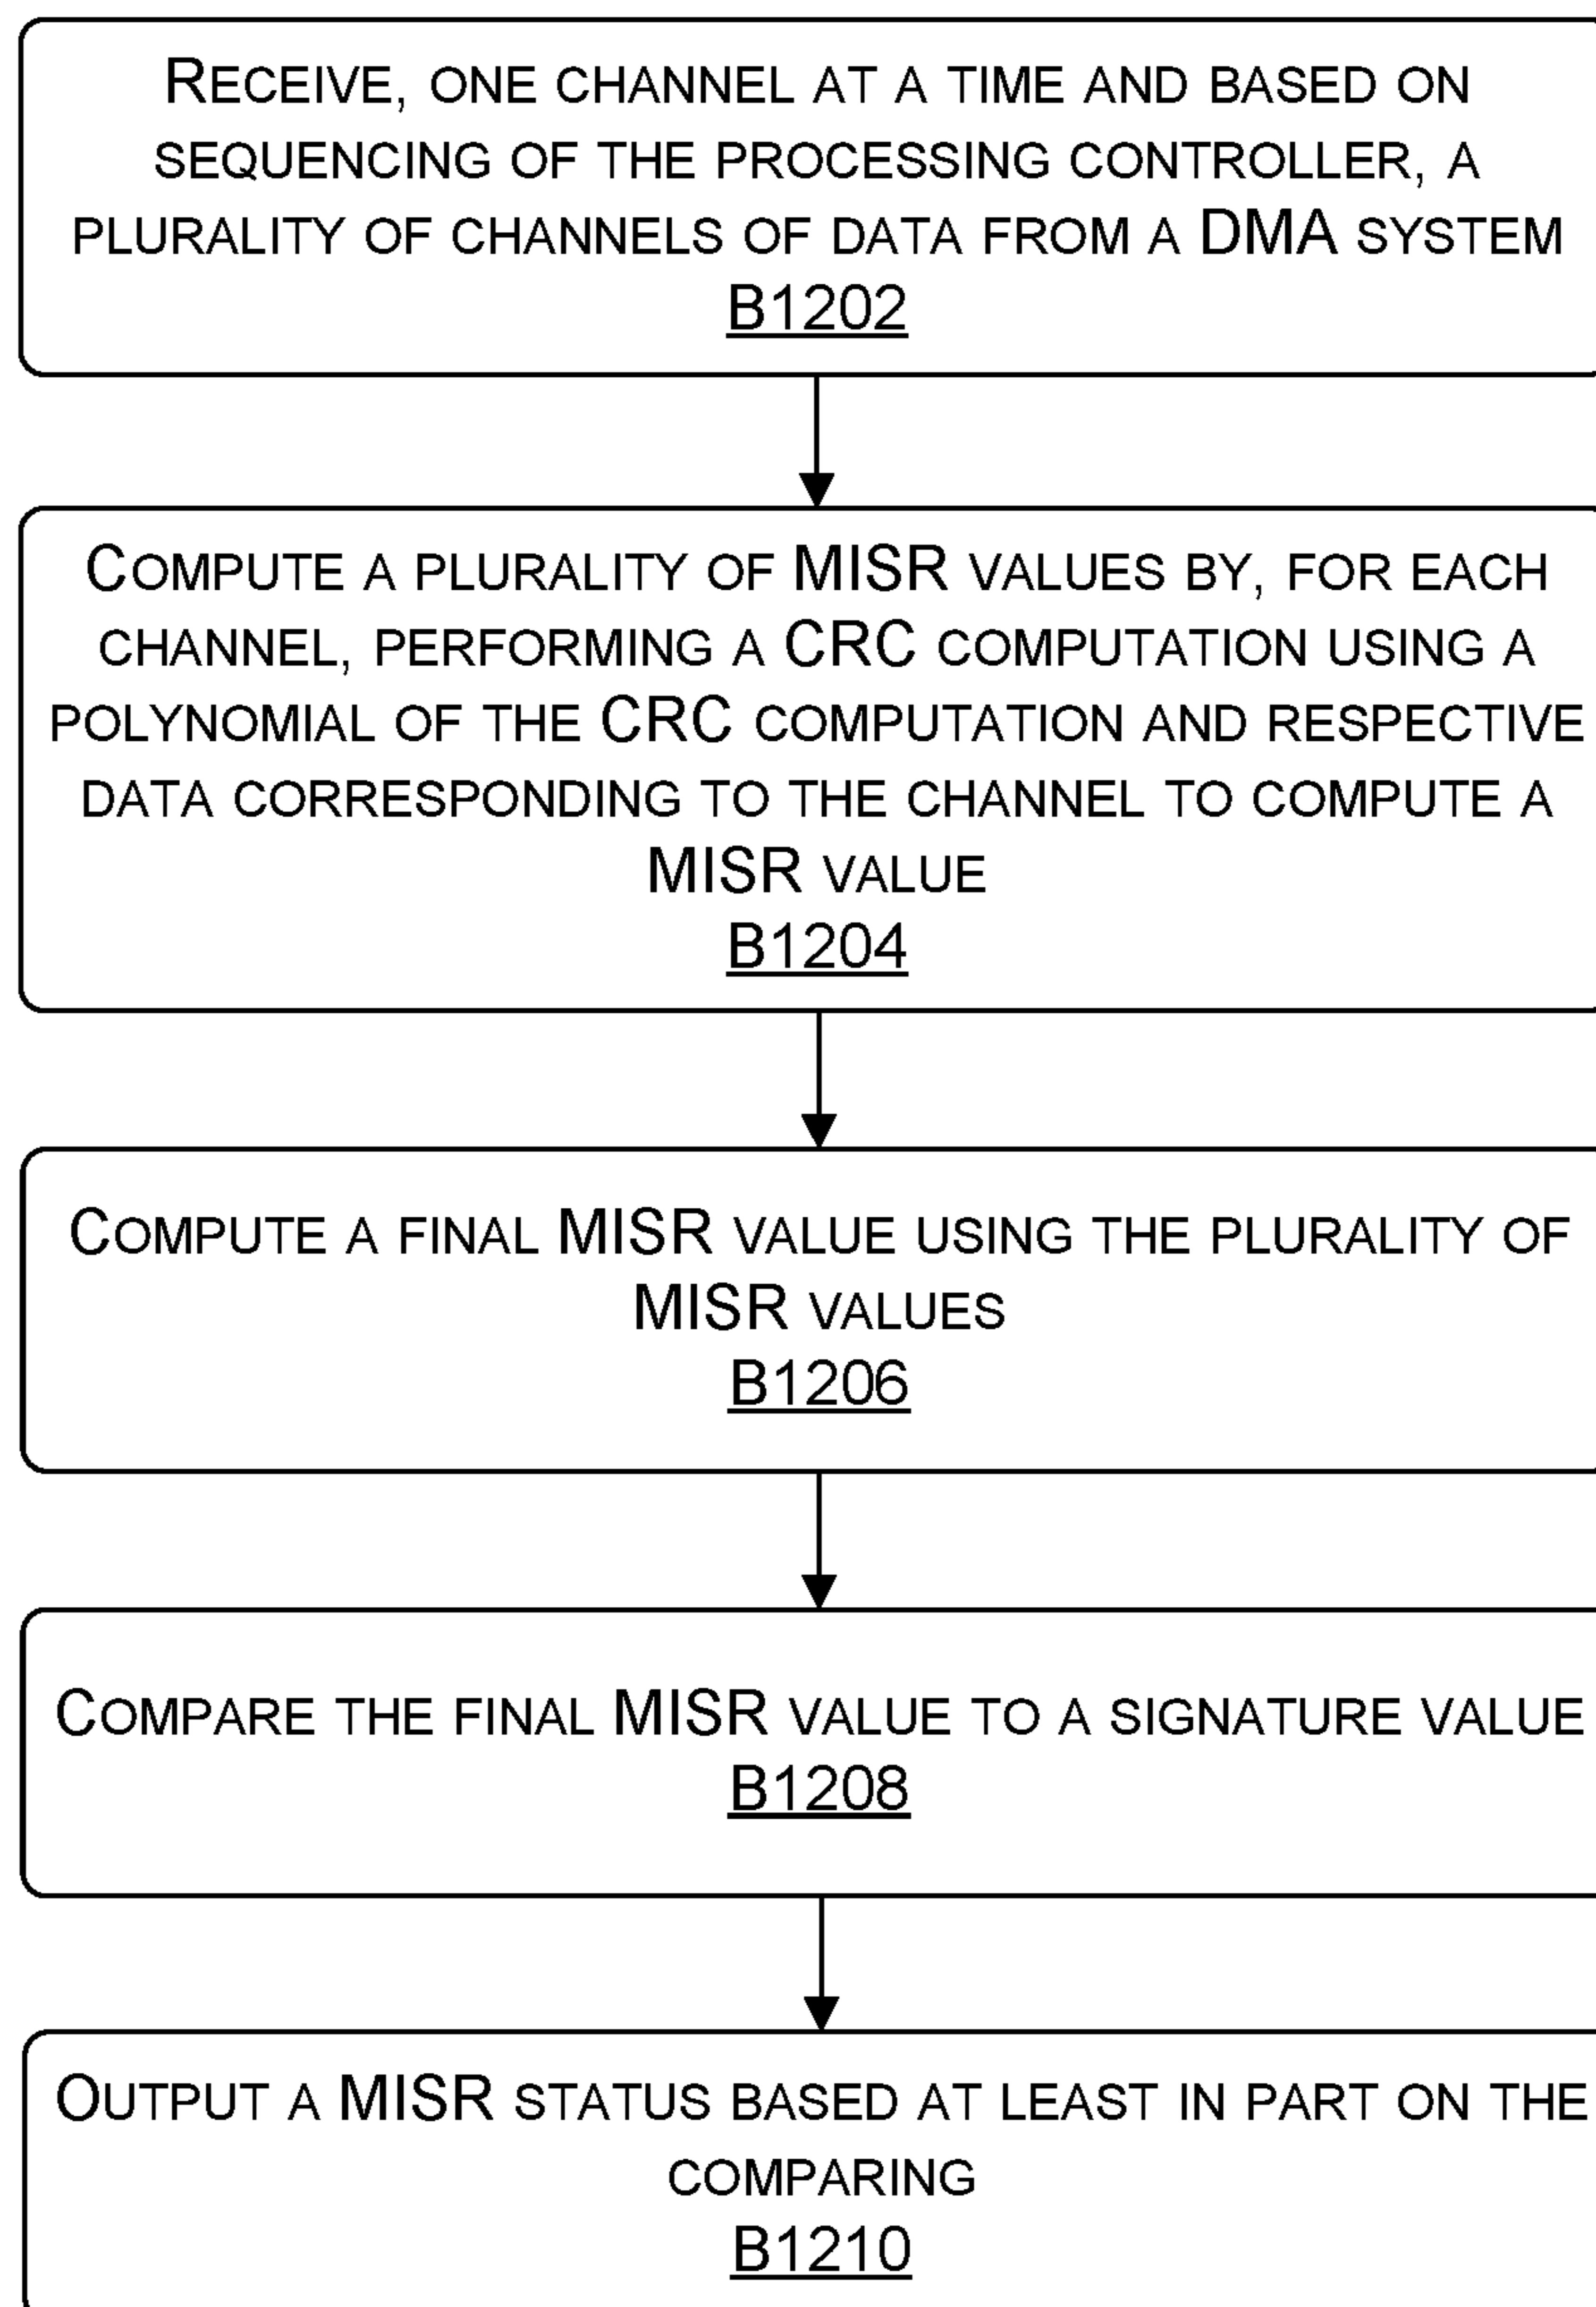 RECEIVE, ONE CHANNEL AT A TIME AND BASED ON
SEQUENCING OF THE PROCESSING CONTROLLER, A
PLURALITY OF CHANNELS OF DATA FROM A DMA SYSTEM
B1202
COMPUTE A PLURALITY OF MISR VALUES BY, FOR EACH
CHANNEL, PERFORMING A CRC COMPUTATION USING A
POLYNOMIAL OF THE CRC COMPUTATION AND RESPECTIVE
DATA CORRESPONDING TO THE CHANNEL TO COMPUTE A
MISR VALUE
B1204
COMPUTE A FINAL MISR VALUE USING THE PLURALITY OF
MISR VALUES
B1206
COMPARE THE FINAL MISR VALUE TO A SIGNATURE VALUE
B1208
OUTPUT A MISR STATUS BASED AT LEAST IN PART ON THE
COMPARING
B1210